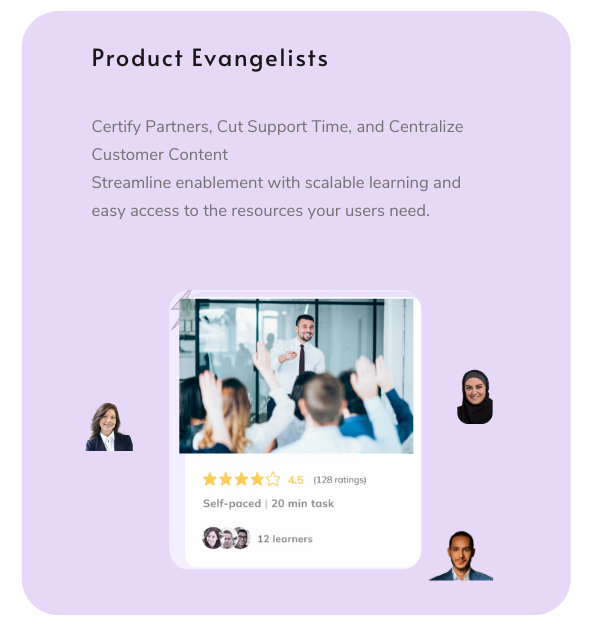 Product Evangelists
Certify Partners, Cut Support Time, and Centralize
Customer Content
Streamline enablement with scalable learning and
easy access to the resources your users need.
4.5 (128 ratings)
Self-paced | 20 min task
12 learners